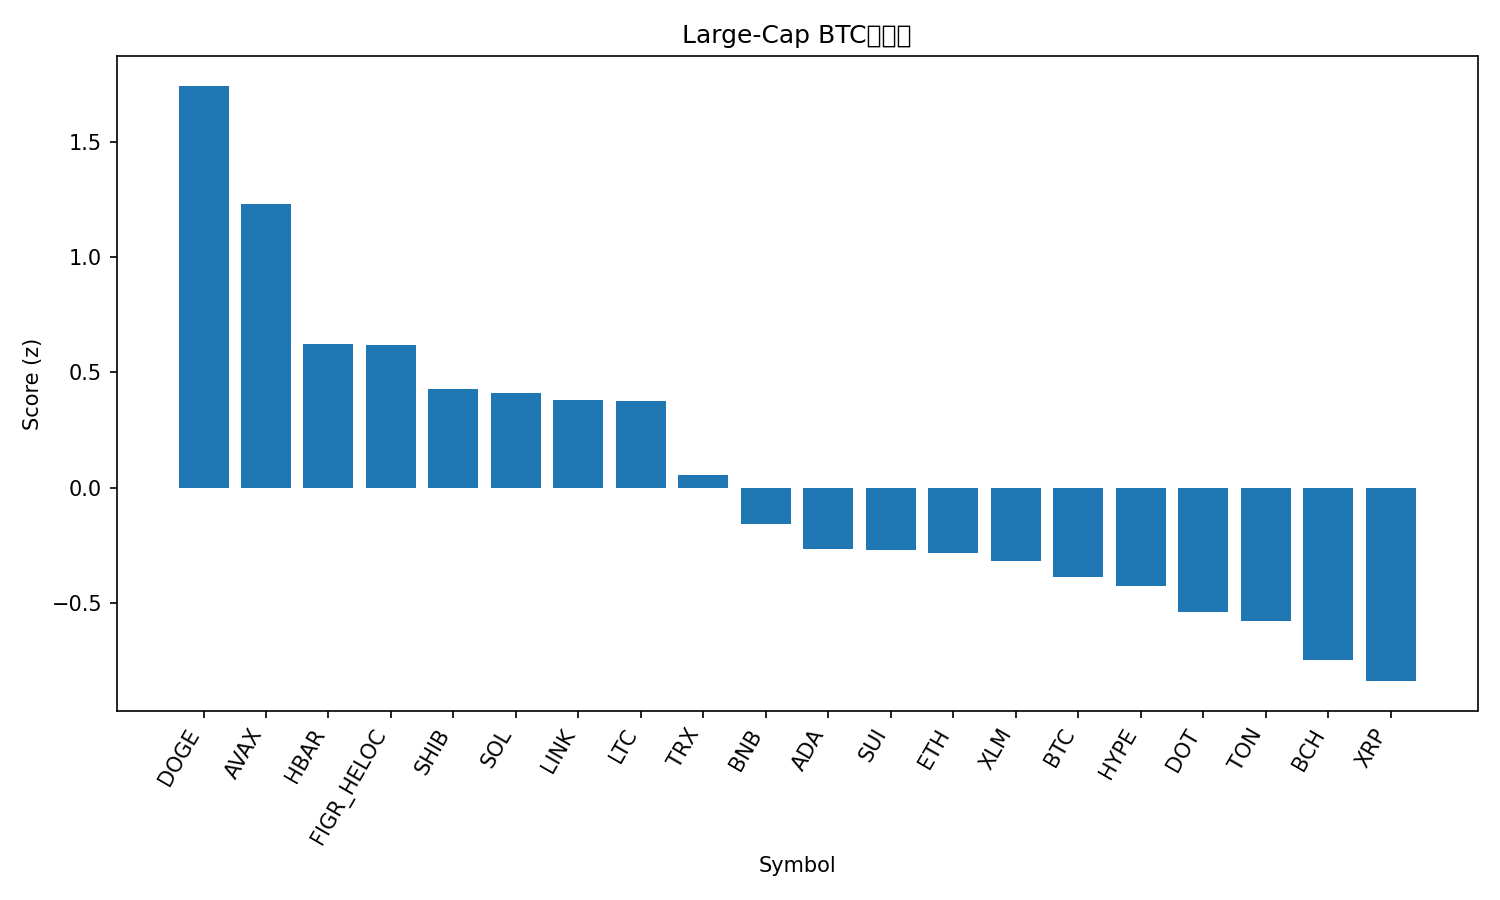 Large-Cap BTC
Score (z)
1.5
1.0
0.5
0.0
−0.5
DOGE
AVAX
HBAR
FIGR_HELOC
SHIB
SOL
LINK
LTC
TRX
BNB
ADA
SUI
ETH
XLM
BTC
HYPE
DOT
TON
BCH
XRP
Symbol